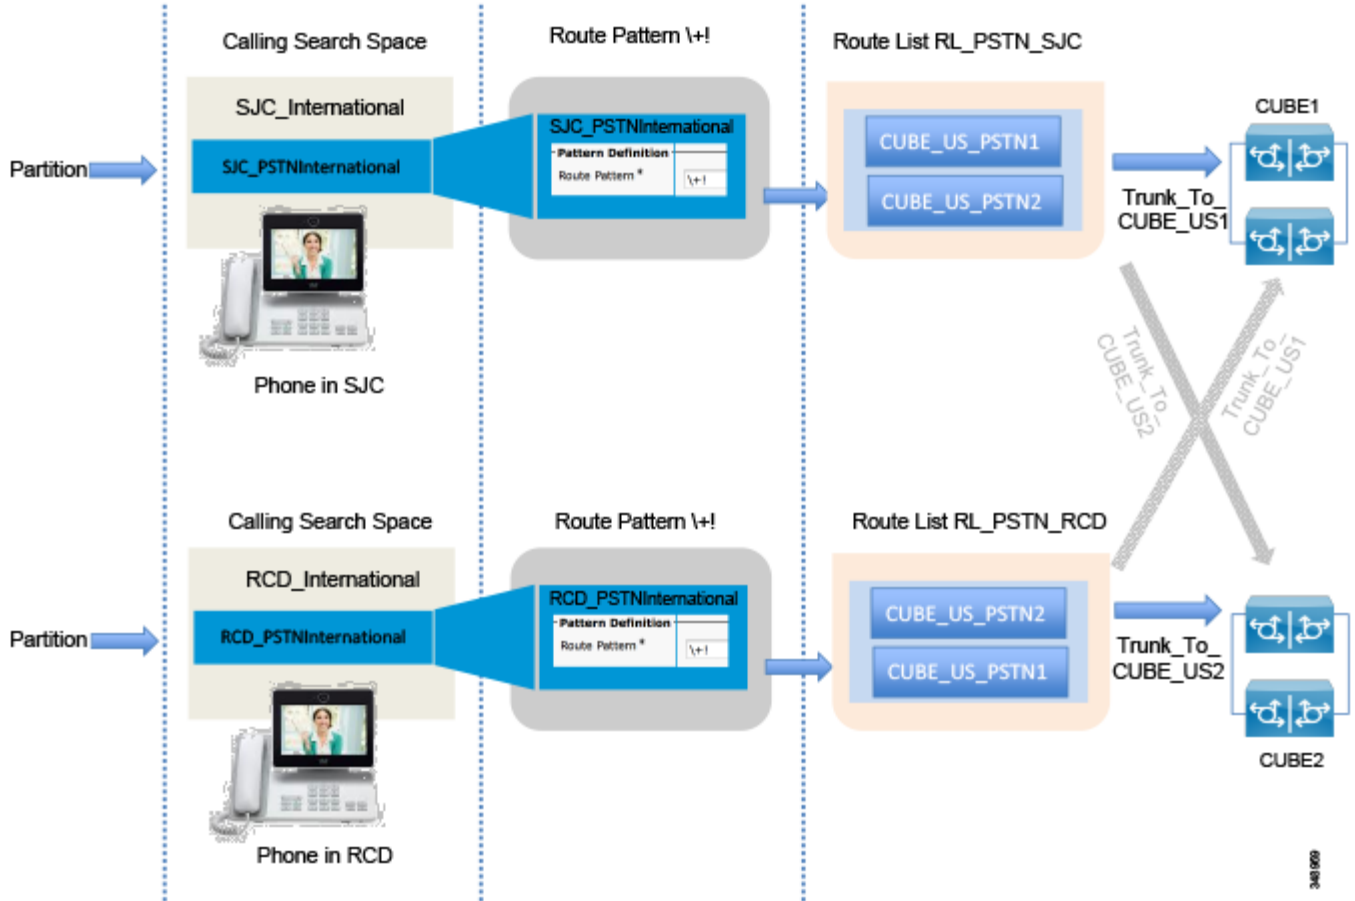 Calling Search Space
Route Pattern \+!
Route List RL_PSTN_SJC
SJC_International
SJC_PSTNInternational
Partition
SJC_PSTNInternational
Pattern Definition
Route Pattern*
\+!
CUBE_US_PSTN1
CUBE_US_PSTN2
CUBE1
Trunk_To_
CUBE_US1
Phone in SJC
Trunk_To_
CUBE_US2
Trunk_To_
CUBE_US1
Calling Search Space
Route Pattern \+!
Route List RL_PSTN_RCD
RCD_International
RCD_PSTNInternational
Partition
RCD_PSTNInternational
Pattern Definition
Route Pattern*
\+!
CUBE_US_PSTN2
CUBE_US_PSTN1
Trunk_To_
CUBE_US2
CUBE2
Phone in RCD
348969